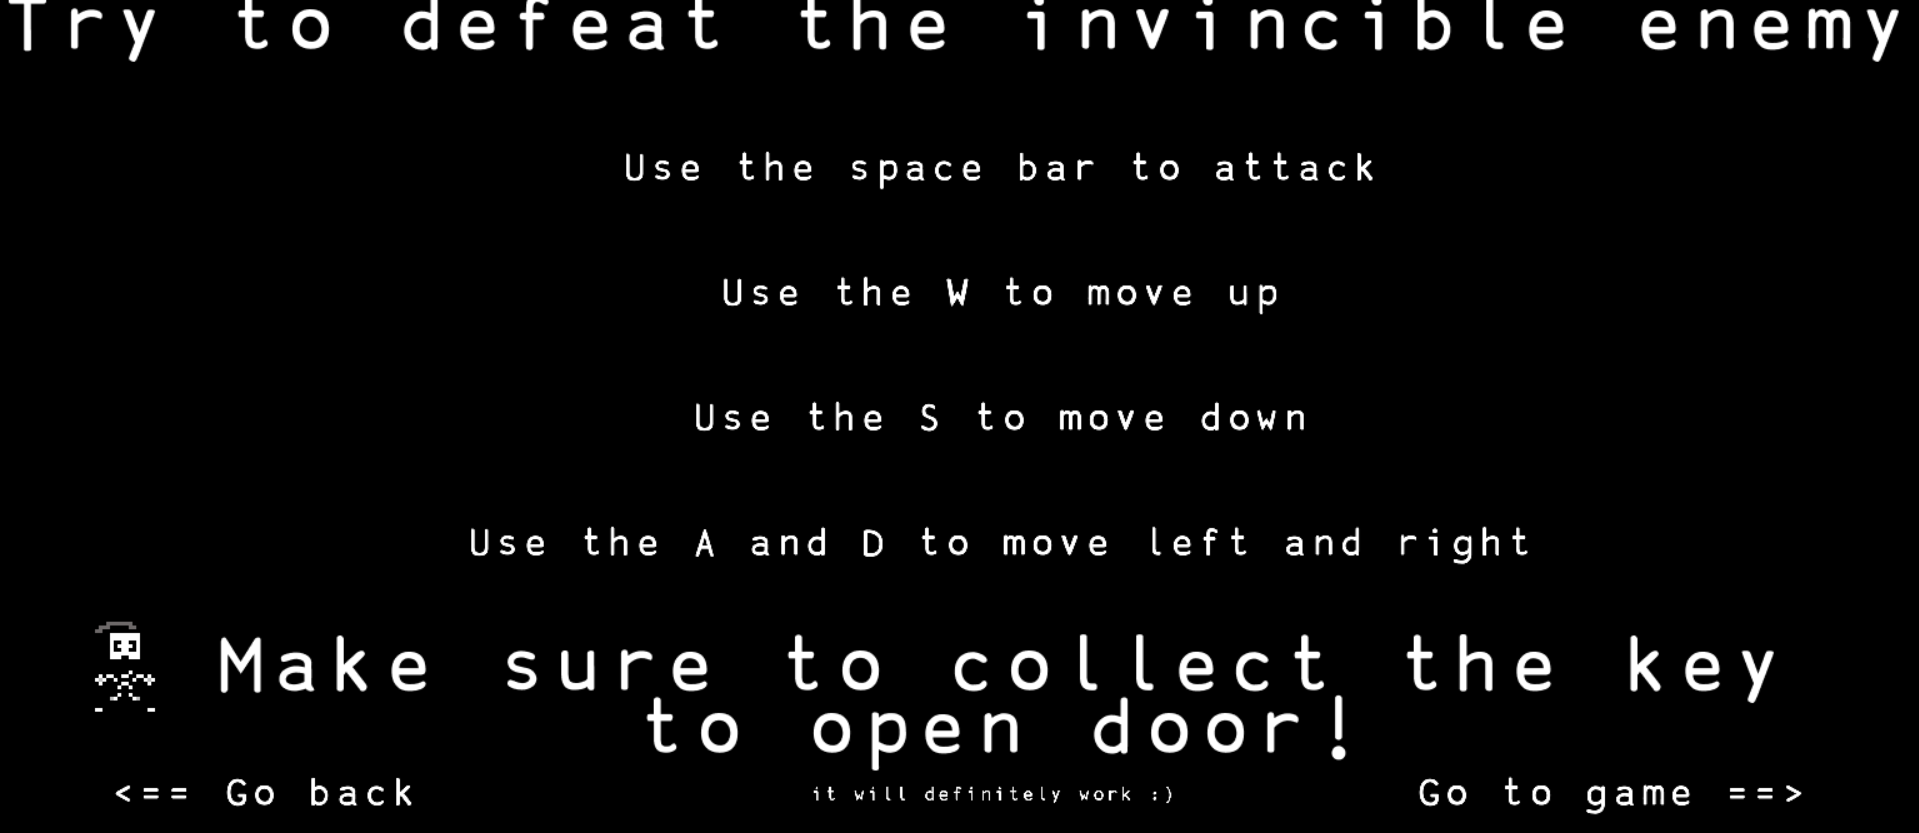 Try to defeat the invincible enemy
Use the space bar to attack
Use the W to move up
Use the S to move down
Use the A and D to move left and right
Make sure to collect the key
to open door!
<== Go back
it will definitely work :)
Go to game ==>